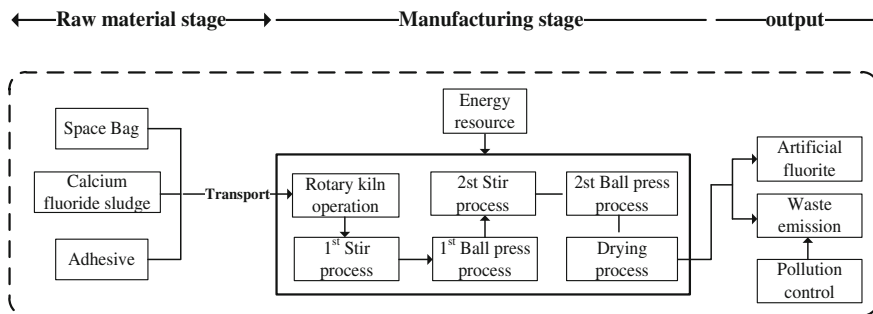 Raw material stage
Manufacturing stage
output
Space Bag
Calcium
fluoride sludge
Adhesive
Transport
Energy
resource
Rotary kiln
operation
1st Stir
process
1st Ball press
process
2st Stir
process
2st Ball press
process
Drying
process
Artificial
fluorite
Waste
emission
Pollution
control